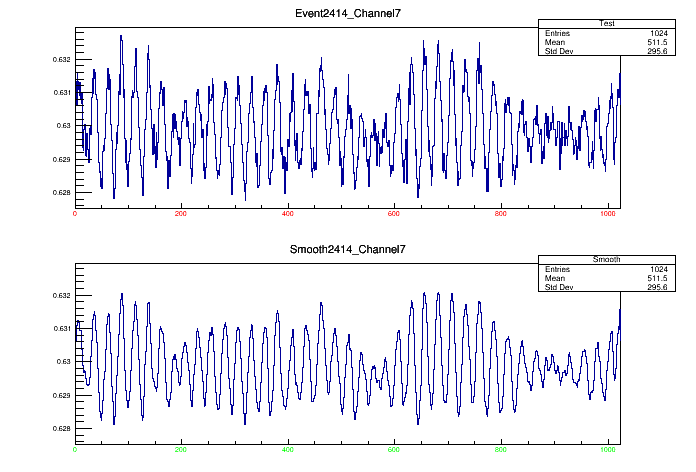 Event2414_Channel7
Test
Entries 1024
Mean 511.5
Std Dev 295.6
0.632
0.631
0.63
0.629
0.628
0 200 400 600 800 1000
Smooth2414_Channel7
Smooth
Entries 1024
Mean 511.5
Std Dev 295.6
0.632
0.631
0.63
0.629
0.628
0 200 400 600 800 1000